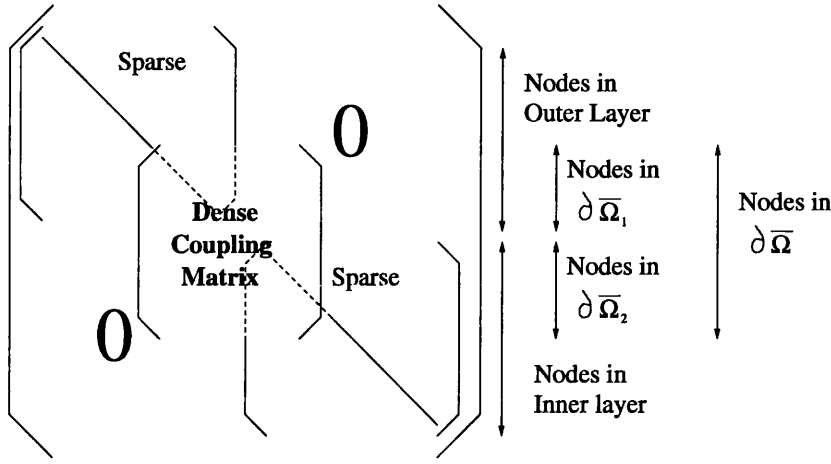 Sparse
0
Nodes in
Outer Layer
Nodes in
∂Ω̅₁
Nodes in
∂Ω̅
Dense
Coupling
Matrix
Sparse
Nodes in
∂Ω̅₂
0
Nodes in
Inner layer